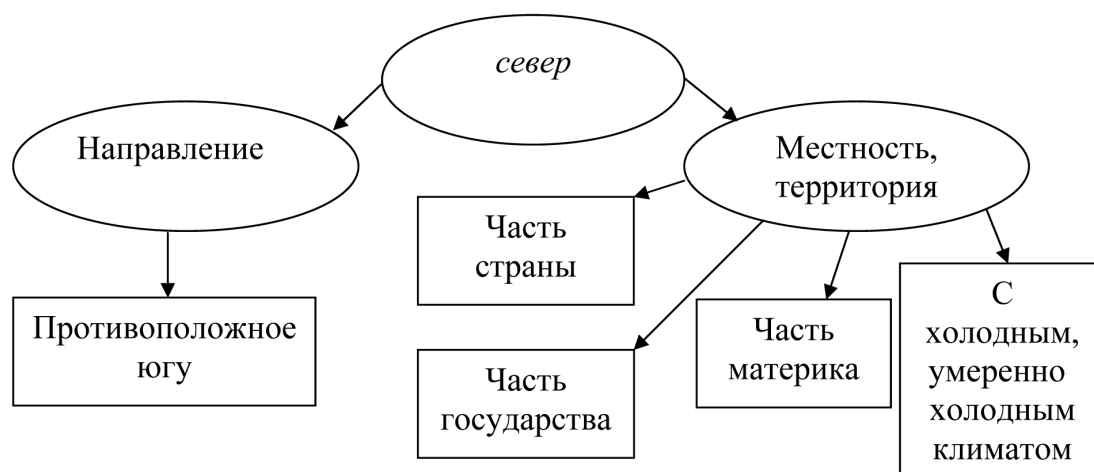 север
Направление
Местность,
территория
Часть
страны
Противоположное
югу
Часть
государства
Часть
материка
С
холодным,
умеренно
холодным
климатом